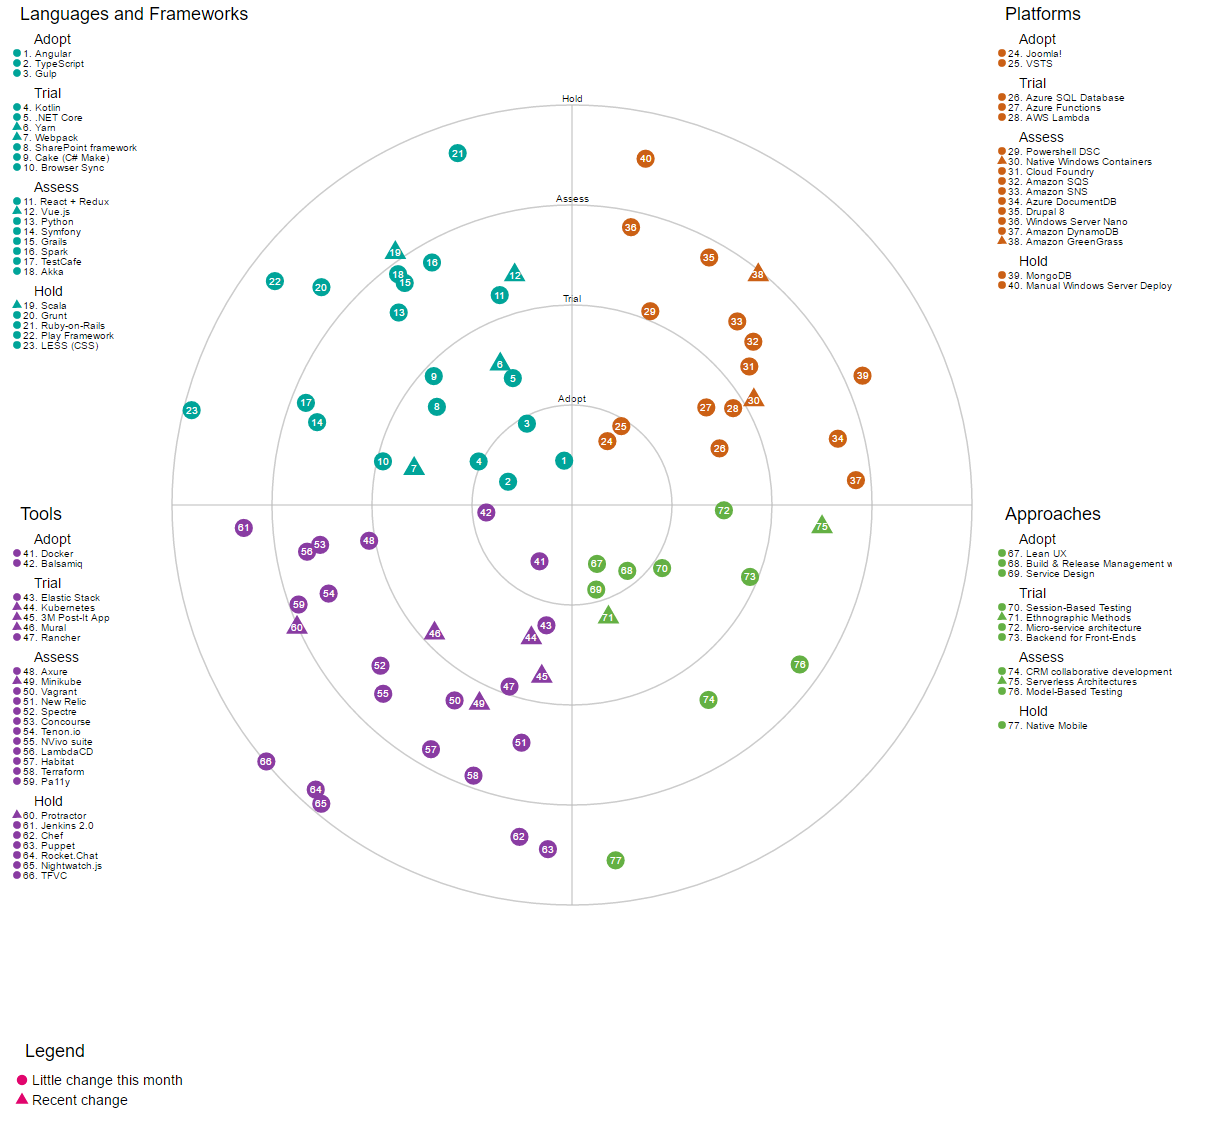 Languages and Frameworks
Adopt
1. Angular
2. TypeScript
3. Gulp
Trial
4. Kotlin
5. .NET Core
6. Yarn
7. Webpack
8. SharePoint framework
9. Cake (C# Make)
10. Browser Sync
Assess
11. React + Redux
12. Vue.js
13. Python
14. Symfony
15. Grails
16. Spark
17. TestCafe
18. Akka
Hold
19. Scala
20. Grunt
21. Ruby-on-Rails
22. Play Framework
23. LESS (CSS)
Platforms
Adopt
24. Joomla!
25. VSTS
Trial
26. Azure SQL Database
27. Azure Functions
28. AWS Lambda
Assess
29. Powershell DSC
30. Native Windows Containers
31. Cloud Foundry
32. Amazon SQS
33. Amazon SNS
34. Azure DocumentDB
35. Drupal 8
36. Windows Server Nano
37. Amazon DynamoDB
38. Amazon GreenGrass
Hold
39. MongoDB
40. Manual Windows Server Deploy
Hold
21
40
Assess
36
19
35
16
18
38
12
15
22
20
11
Trial
29
13
33
32
6
31
9
5
39
30
Adopt
17
8
27
28
23
14
3
25
34
24
26
4
1
10
7
37
2
Tools
Adopt
41. Docker
42. Balsamiq
Trial
43. Elastic Stack
44. Kubernetes
45. 3M Post-It App
46. Mural
47. Rancher
Assess
48. Axure
49. Minikube
50. Vagrant
51. New Relic
52. Spectre
53. Concourse
54. Tenon.io
55. NVivo suite
56. LambdaCD
57. Habitat
58. Terraform
59. Pa11y
Hold
60. Protractor
61. Jenkins 2.0
62. Chef
63. Puppet
64. Rocket.Chat
65. Nightwatch.js
66. TFVC
42
72
61
75
48
53
56
41
67
70
68
73
69
54
59
71
43
60
46
44
76
52
45
47
55
50
74
49
51
57
66
58
64
65
62
63
77
Approaches
Adopt
67. Lean UX
68. Build & Release Management w
69. Service Design
Trial
70. Session-Based Testing
71. Ethnographic Methods
72. Micro-service architecture
73. Backend for Front-Ends
Assess
74. CRM collaborative development
75. Serverless Architectures
76. Model-Based Testing
Hold
77. Native Mobile
Legend
Little change this month
Recent change